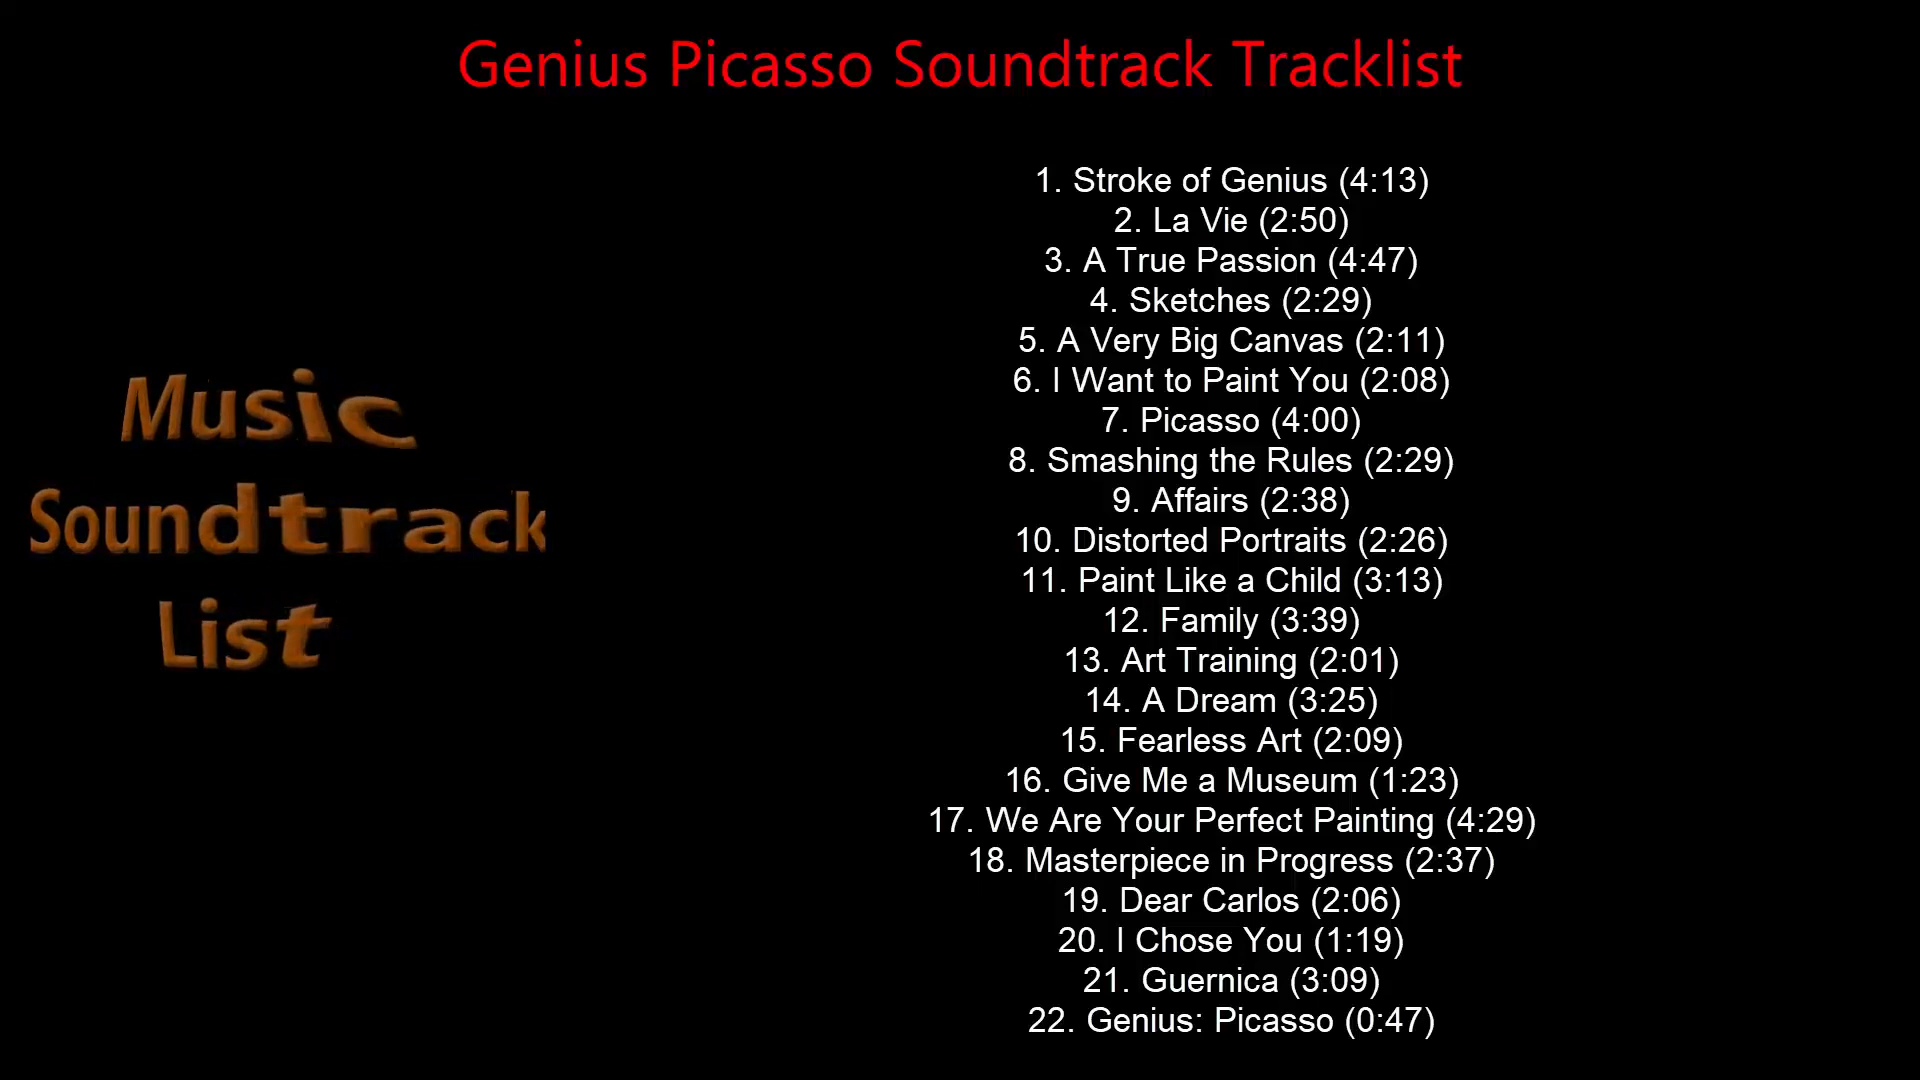 Genius Picasso Soundtrack Tracklist
Music
Soundtrack
List
1. Stroke of Genius (4:13)
2. La Vie (2:50)
3. A True Passion (4:47)
4. Sketches (2:29)
5. A Very Big Canvas (2:11)
6. I Want to Paint You (2:08)
7. Picasso (4:00)
8. Smashing the Rules (2:29)
9. Affairs (2:38)
10. Distorted Portraits (2:26)
11. Paint Like a Child (3:13)
12. Family (3:39)
13. Art Training (2:01)
14. A Dream (3:25)
15. Fearless Art (2:09)
16. Give Me a Museum (1:23)
17. We Are Your Perfect Painting (4:29)
18. Masterpiece in Progress (2:37)
19. Dear Carlos (2:06)
20. I Chose You (1:19)
21. Guernica (3:09)
22. Genius: Picasso (0:47)